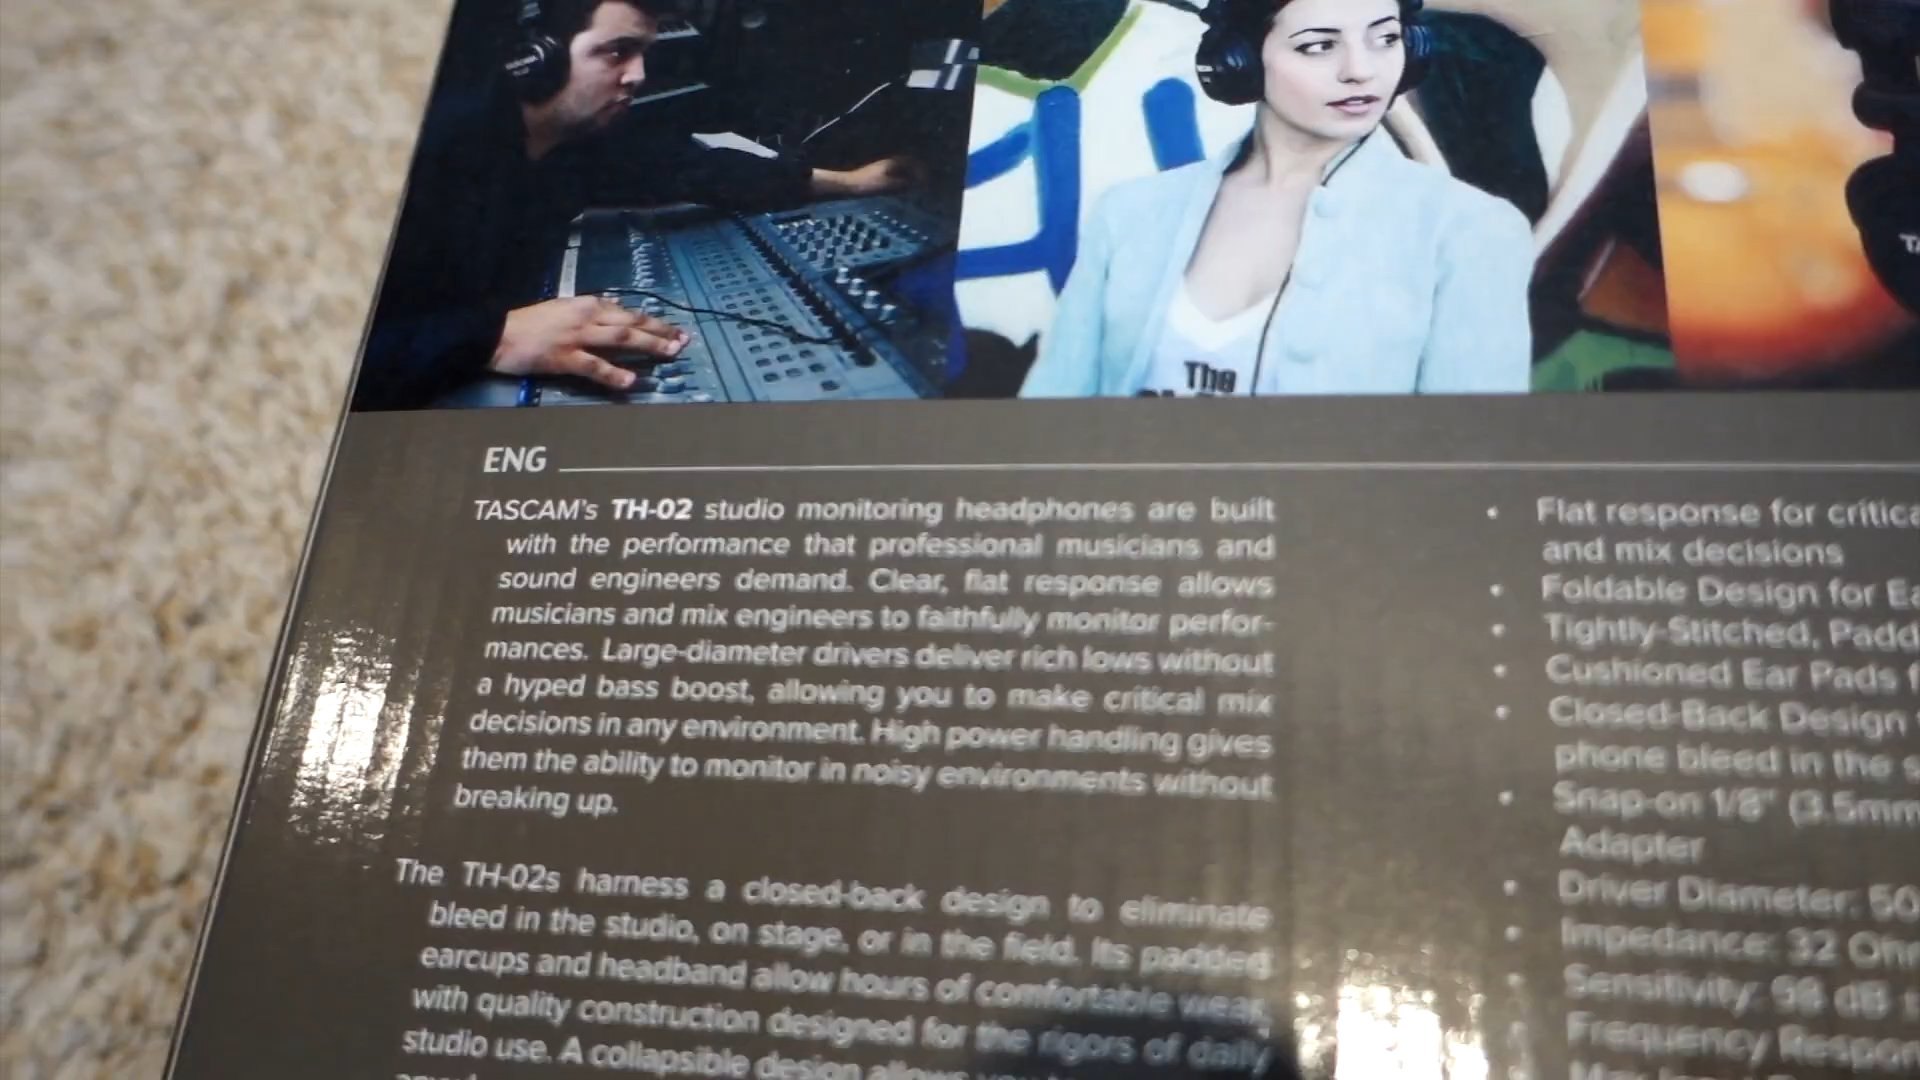 The
ENG
TASCAM's TH-02 studio monitoring headphones are built
with the performance that professional musicians and
sound engineers demand. Clear, flat response allows
musicians and mix engineers to faithfully monitor perfor-
mances. Large-diameter drivers deliver rich lows without
a hyped bass boost, allowing you to make critical mix
decisions in any environment. High power handling gives
them the ability to monitor in noisy environments without
breaking up.
The TH-02s harness a closed-back design to eliminate
bleed in the studio, on stage, or in the field. Its padded
earcups and headband allow hours of comfortable wear,
with quality construction designed for the rigors of daily
studio use. A collapsible design allows
• Flat response for critica
and mix decisions
• Foldable Design for Ea
• Tightly-Stitched, Padd
• Cushioned Ear Pads f
• Closed-Back Design
phone bleed in the s
• Snap-on 1/8" (3.5mm
Adapter
• Driver Diameter: 50
• Impedance: 32 Ohm
• Sensitivity: 98 dB
• Frequency Respon